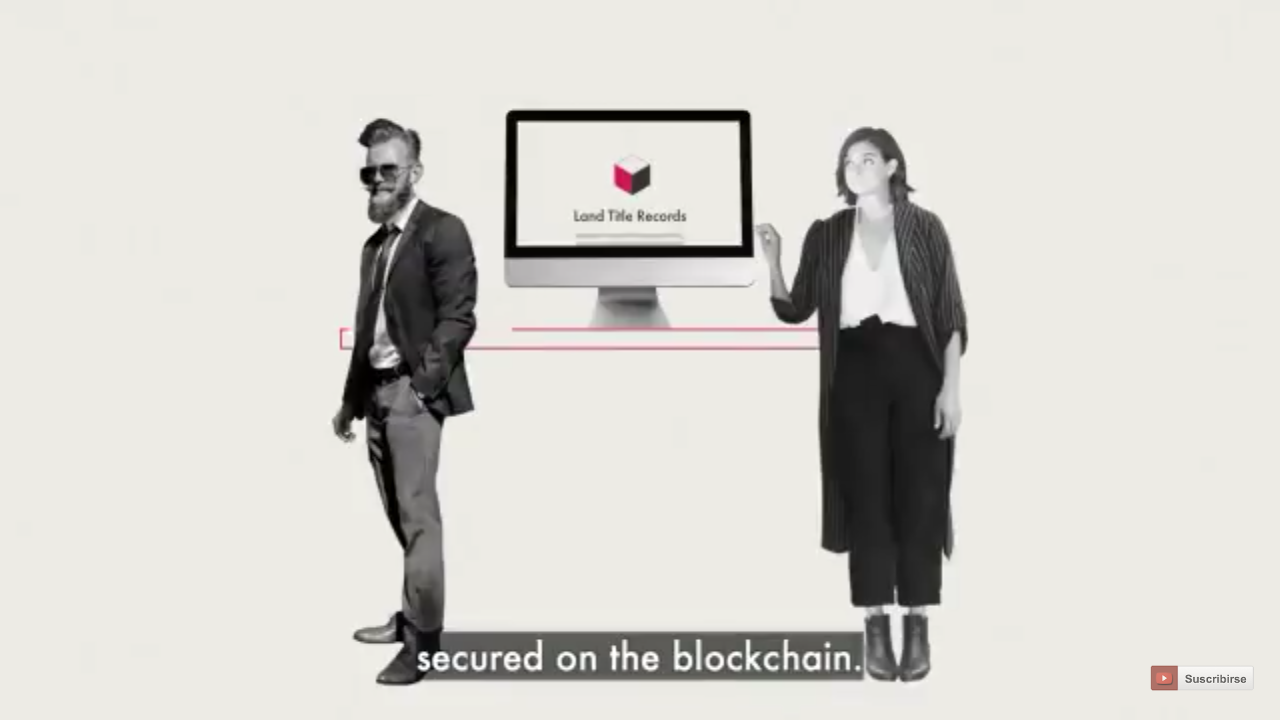 Land Title Records
secured on the blockchain.
Suscribirse